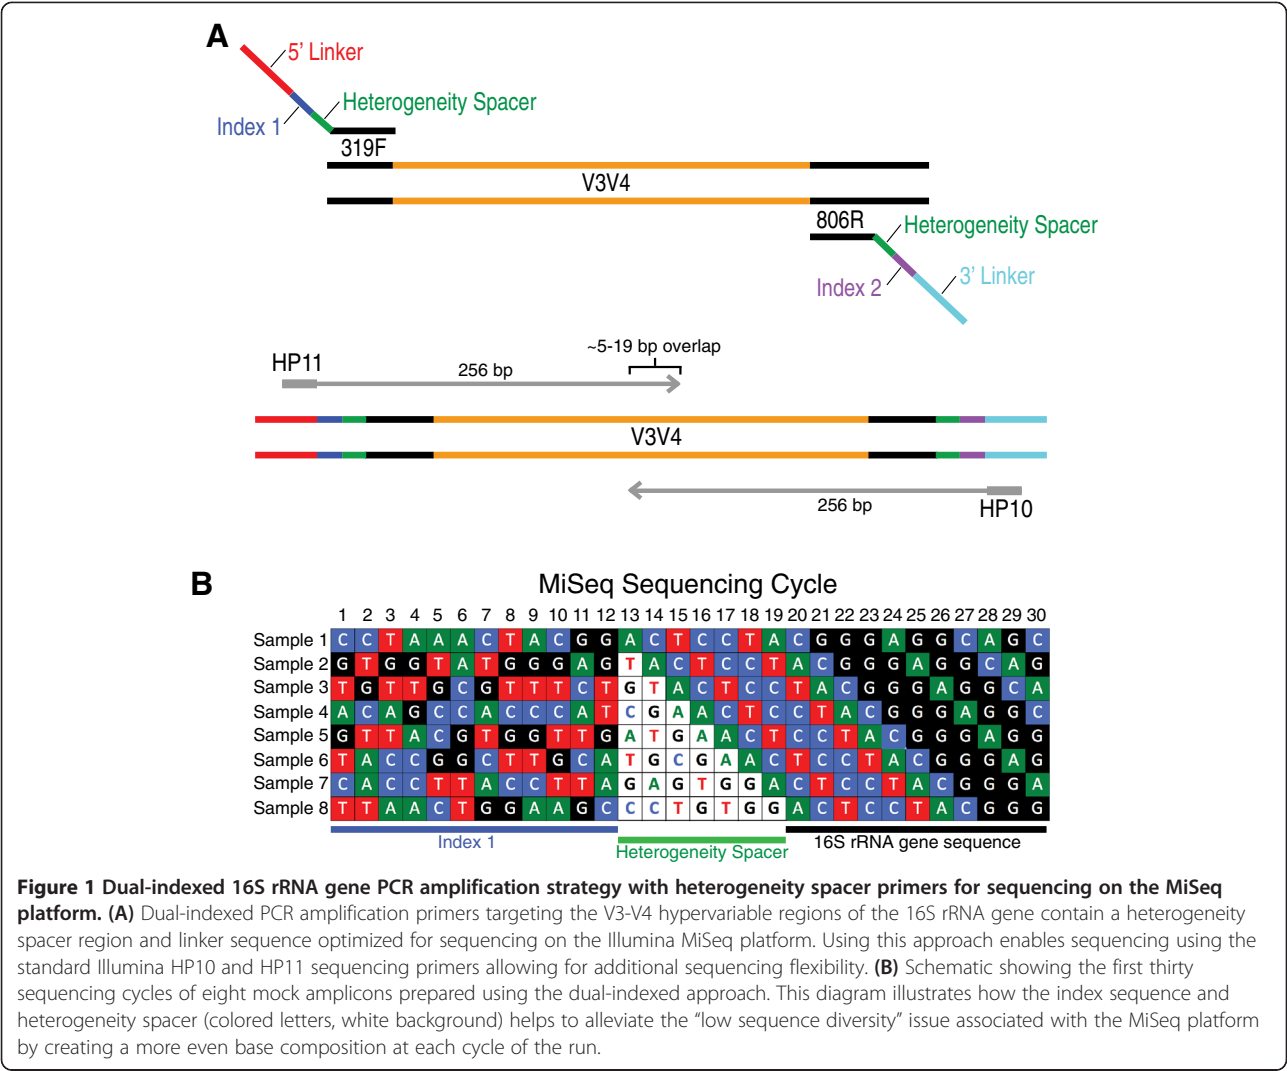 A
5' Linker
Heterogeneity Spacer
Index 1
319F
V3V4
806R
Heterogeneity Spacer
Index 2
3' Linker
~5-19 bp overlap
HP11
256 bp
V3V4
256 bp
HP10
B
MiSeq Sequencing Cycle
1 2 3 4 5 6 7 8 9 10 11 12 13 14 15 16 17 18 19 20 21 22 23 24 25 26 27 28 29 30
Sample 1 C C T A A A C T A C G G A C T C C T A C G G G A G G C A G C
Sample 2 G T G G T A T G G G A G T A C T C C T A C G G G A G G C A G
Sample 3 T G T T G C G T T T C T G T A C T C C T A C G G G A G G C A
Sample 4 A C A G C C A C C C A T C G A A C T C C T A C G G G A G G C
Sample 5 G T T A C G T G G T T G A T G A A C T C C T A C G G G A G G
Sample 6 T A C C G G C T T G C A T G C G A A C T C C T A C G G G A G
Sample 7 C A C C T T A C C T T A G A G T G G A C T C C T A C G G G A
Sample 8 T T A A C T G G A A G C C C T G T G G A C T C C T A C G G G
Index 1
Heterogeneity Spacer
16S rRNA gene sequence
Figure 1 Dual-indexed 16S rRNA gene PCR amplification strategy with heterogeneity spacer primers for sequencing on the MiSeq
platform. (A) Dual-indexed PCR amplification primers targeting the V3-V4 hypervariable regions of the 16S rRNA gene contain a heterogeneity
spacer region and linker sequence optimized for sequencing on the Illumina MiSeq platform. Using this approach enables sequencing using the
standard Illumina HP10 and HP11 sequencing primers allowing for additional sequencing flexibility. (B) Schematic showing the first thirty
sequencing cycles of eight mock amplicons prepared using the dual-indexed approach. This diagram illustrates how the index sequence and
heterogeneity spacer (colored letters, white background) helps to alleviate the “low sequence diversity” issue associated with the MiSeq platform
by creating a more even base composition at each cycle of the run.